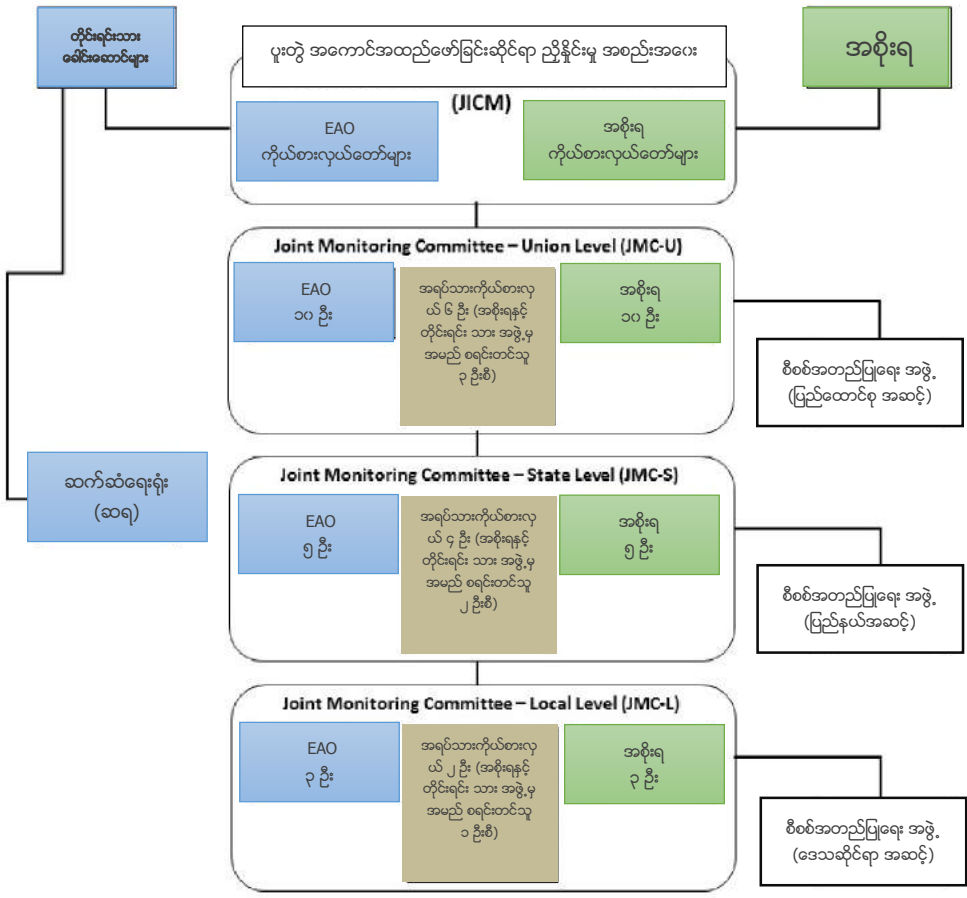 တိုင်းရင်းသား
ခေါင်းဆောင်များ
ပူးတွဲ အကောင်အထည်ဖော်ခြင်းဆိုင်ရာ ညှိနှိုင်းမှု အစည်းအဝေး
(JICM)
အစိုးရ
EAO
ကိုယ်စားလှယ်တော်များ
အစိုးရ
ကိုယ်စားလှယ်တော်များ
Joint Monitoring Committee – Union Level (JMC-U)
EAO
၁၀ ဦး
အရပ်သားကိုယ်စားလှ
ယ် ၆ ဦး (အစိုးရနှင့်
တိုင်းရင်း သား အဖွဲ့မှ
အမည် စရင်းတင်သူ
၃ ဦးစီ)
အစိုးရ
၁၀ ဦး
စီစစ်အတည်ပြုရေး အဖွဲ့
(ပြည်ထောင်စု အဆင့်)
ဆက်ဆံရေးရုံး
(ဆရ)
Joint Monitoring Committee – State Level (JMC-S)
EAO
၅ ဦး
အရပ်သားကိုယ်စားလှ
ယ် ၄ ဦး (အစိုးရနှင့်
တိုင်းရင်း သား အဖွဲ့မှ
အမည် စရင်းတင်သူ
၂ ဦးစီ)
အစိုးရ
၅ ဦး
စီစစ်အတည်ပြုရေး အဖွဲ့
(ပြည်နယ်အဆင့်)
Joint Monitoring Committee – Local Level (JMC-L)
EAO
၃ ဦး
အရပ်သားကိုယ်စားလှ
ယ် ၂ ဦး (အစိုးရနှင့်
တိုင်းရင်း သား အဖွဲ့မှ
အမည် စရင်းတင်သူ
၁ ဦးစီ)
အစိုးရ
၃ ဦး
စီစစ်အတည်ပြုရေး အဖွဲ့
(ဒေသဆိုင်ရာ အဆင့်)